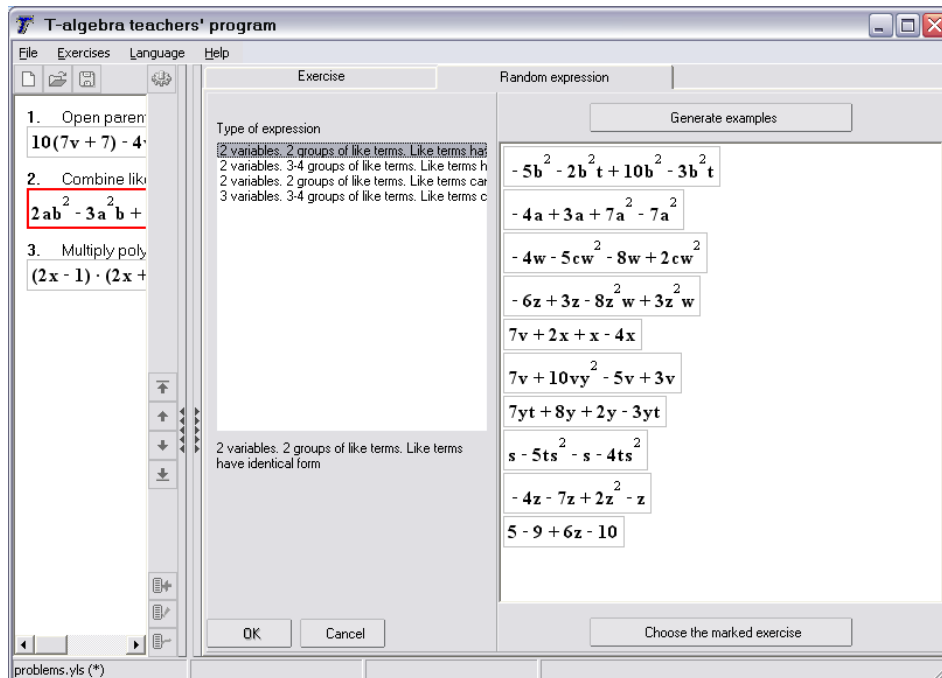 T-algebra teachers' program
File Exercises Language Help
Exercise Random expression
1. Open paren
10(7v + 7) - 4
2. Combine lik
2ab² - 3a²b +
3. Multiply poly
(2x - 1) · (2x +
Type of expression
2 variables. 2 groups of like terms. Like terms ha
2 variables. 3-4 groups of like terms. Like terms h
2 variables. 2 groups of like terms. Like terms can
3 variables. 3-4 groups of like terms. Like terms c
2 variables. 2 groups of like terms. Like terms
have identical form
OK Cancel
Generate examples
- 5b² - 2b²t + 10b² - 3b²t
- 4a + 3a + 7a² - 7a²
- 4w - 5cw² - 8w + 2cw²
- 6z + 3z - 8z²w + 3z²w
7v + 2x + x - 4x
7v + 10vy² - 5v + 3v
7yt + 8y + 2y - 3yt
s - 5ts² - s - 4ts²
- 4z - 7z + 2z² - z
5 - 9 + 6z - 10
Choose the marked exercise
problems.yls (*)